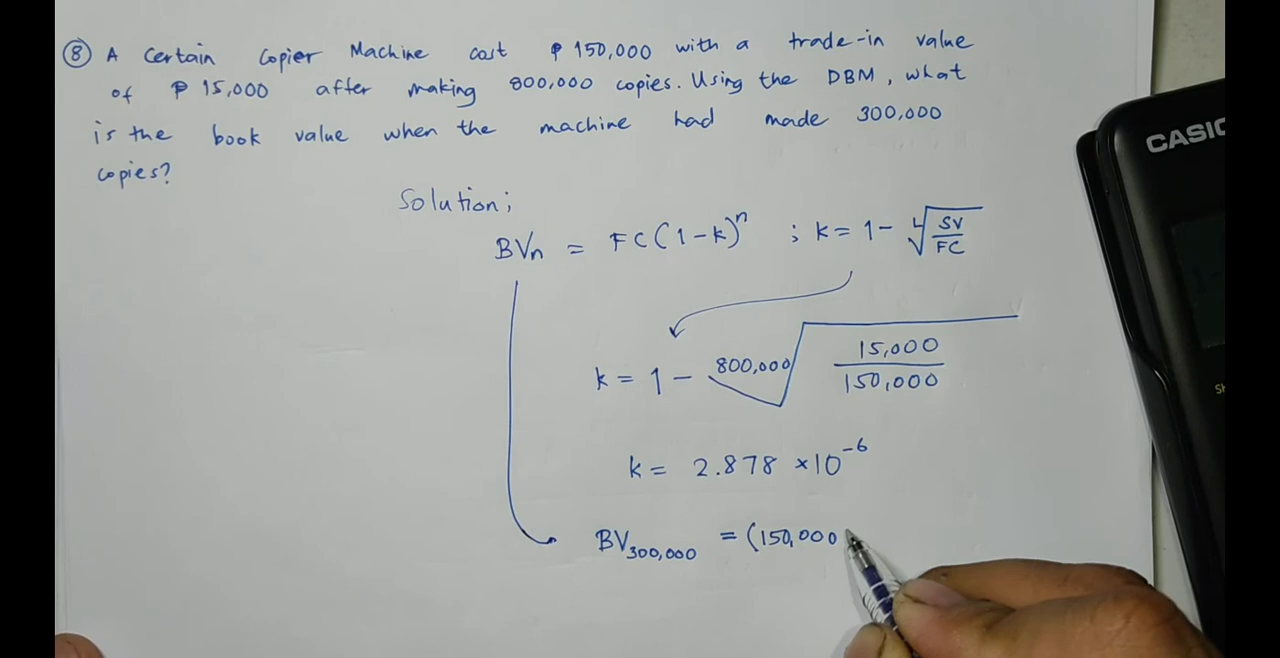 ⑧ A Certain Copier Machine cost ₱ 150,000 with a trade-in value
of ₱ 15,000 after making 800,000 copies. Using the DBM, what
is the book value when the machine had made 300,000
copies?
Solution;
BVn = FC(1-k)^n ; k = 1 - \sqrt[L]{SV/FC}
k = 1 - \sqrt[800,000]{15,000/150,000}
k = 2.878 × 10^-6
BV300,000 = (150,000
CASIO